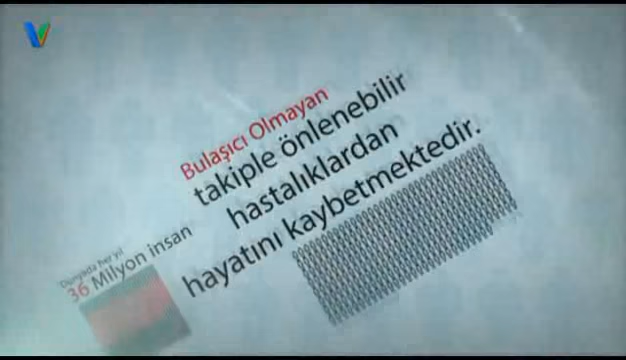 Dünyada her yıl
36 Milyon insan
Bulaşıcı Olmayan
takiple önlenebilir
hastalıklardan
hayatını kaybetmektedir.